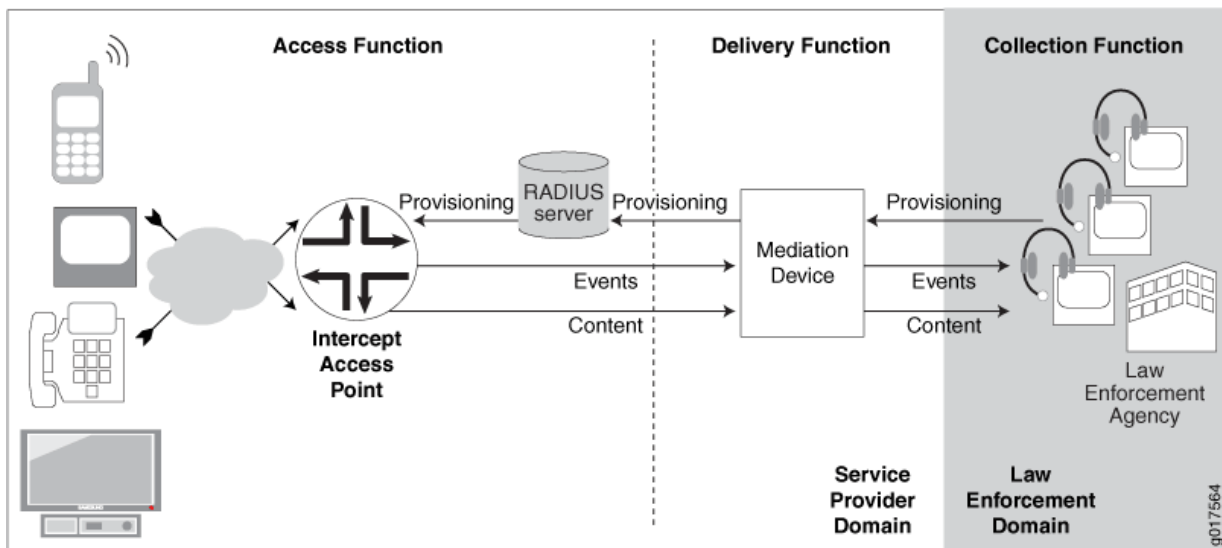 Access Function
Delivery Function
Collection Function
RADIUS
server
Provisioning
Provisioning
Provisioning
Mediation
Device
Events
Events
Content
Content
Intercept
Access
Point
Law
Enforcement
Agency
Service
Provider
Domain
Law
Enforcement
Domain
SAMSUNG
g017564